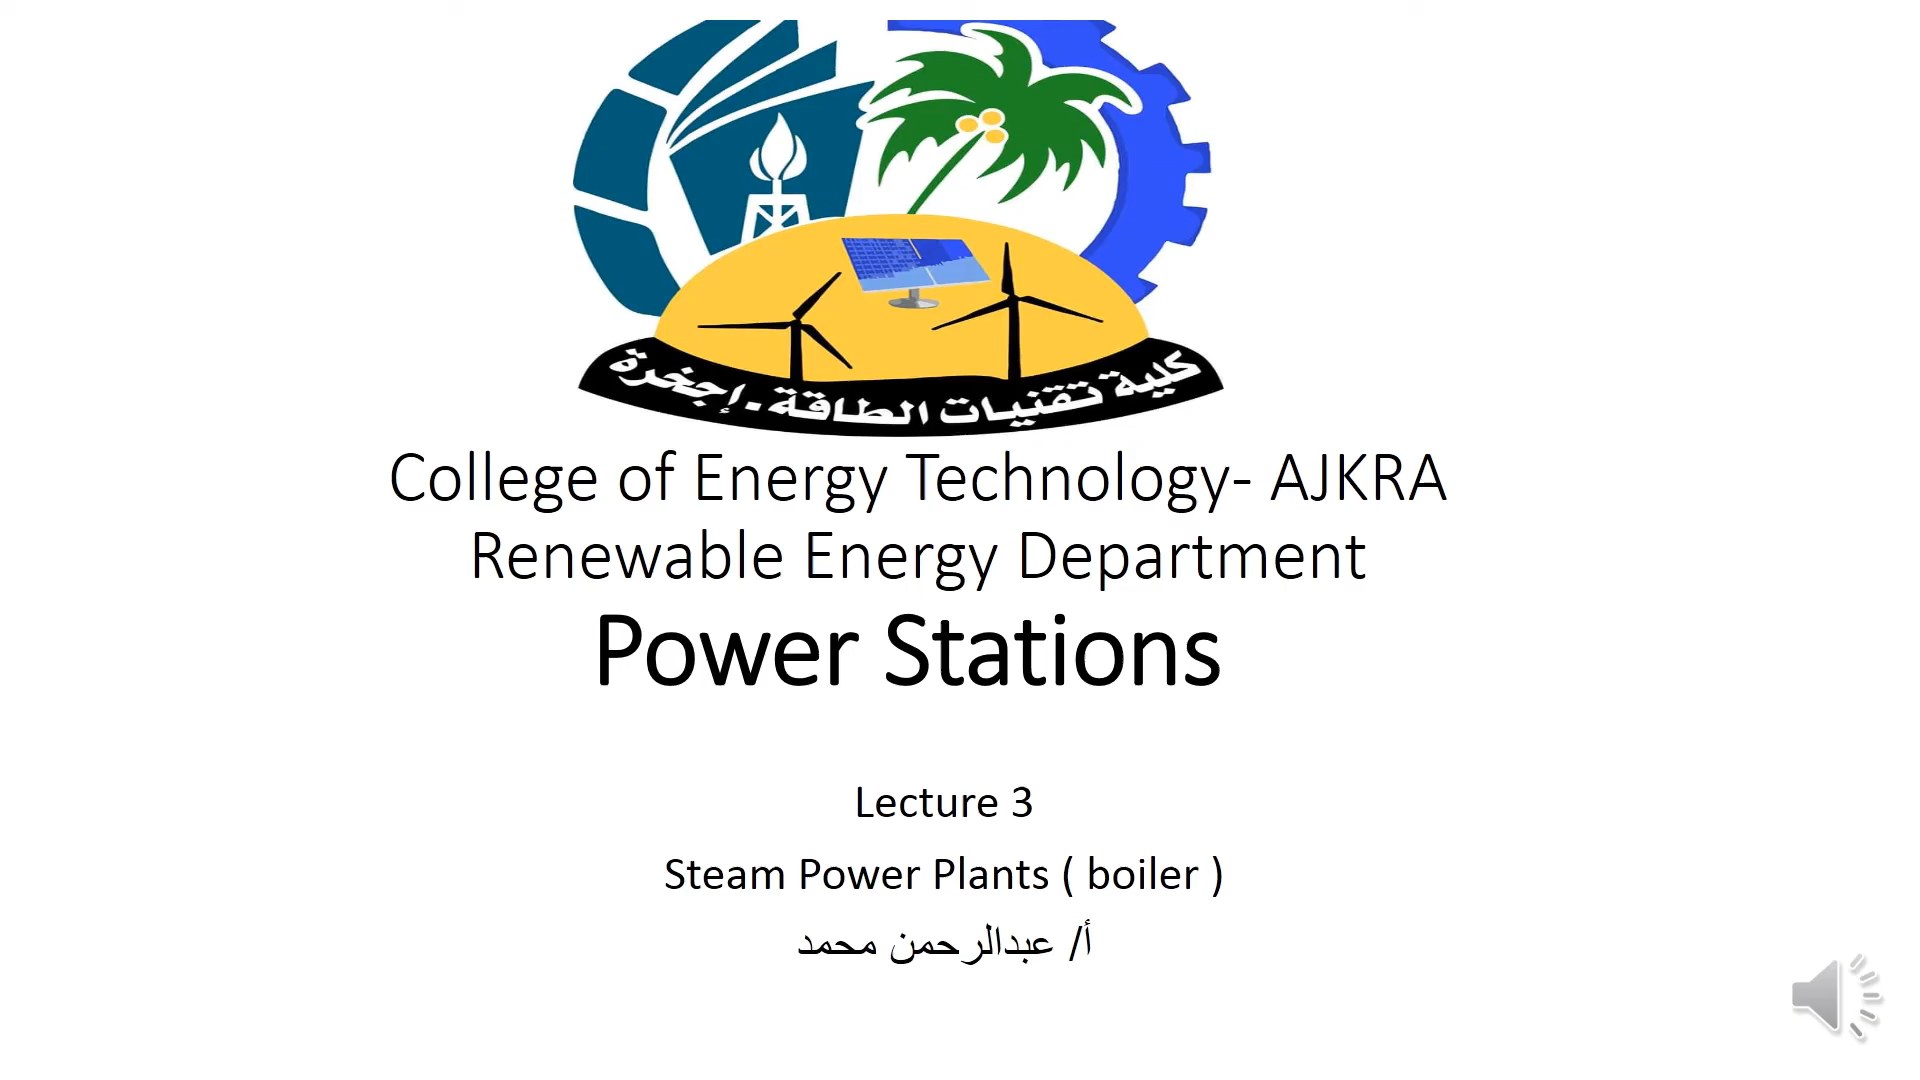 كلية تقنيات الطاقة - إجخرة
College of Energy Technology- AJKRA
Renewable Energy Department
Power Stations
Lecture 3
Steam Power Plants ( boiler )
أ/ عبدالرحمن محمد